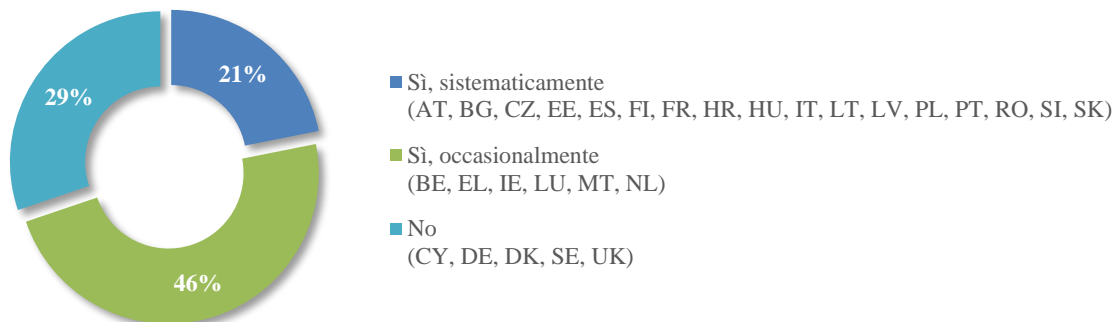 21%
29%
46%
Sì, sistematicamente
(AT, BG, CZ, EE, ES, FI, FR, HR, HU, IT, LT, LV, PL, PT, RO, SI, SK)
Sì, occasionalmente
(BE, EL, IE, LU, MT, NL)
No
(CY, DE, DK, SE, UK)